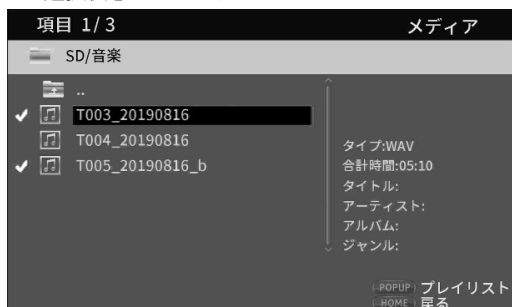 項目 1/3 メディア
SD/音楽
..
T003_20190816
T004_20190816
T005_20190816_b
タイプ:WAV
合計時間:05:10
タイトル:
アーティスト:
アルバム:
ジャンル:
POPUP プレイリスト
HOME 戻る